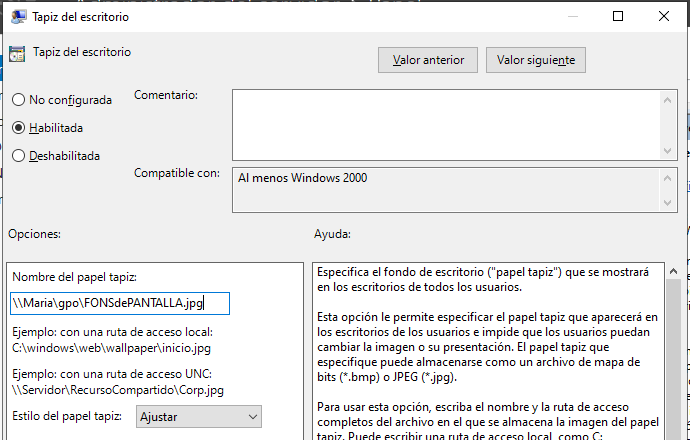 Tapiz del escritorio
Tapiz del escritorio
Valor anterior
Valor siguiente
No configurada
Comentario:
Habilitada
Deshabilitada
Compatible con:
Al menos Windows 2000
Opciones:
Ayuda:
Nombre del papel tapiz:
\\Maria\gpo\FONSdePANTALLA.jpg
Ejemplo: con una ruta de acceso local:
C:\windows\web\wallpaper\inicio.jpg
Ejemplo: con una ruta de acceso UNC:
\\Servidor\RecursoCompartido\Corp.jpg
Estilo del papel tapiz:
Ajustar
Especifica el fondo de escritorio ("papel tapiz") que se mostrará
en los escritorios de todos los usuarios.
Esta opción le permite especificar el papel tapiz que aparecerá en
los escritorios de los usuarios e impide que los usuarios puedan
cambiar la imagen o su presentación. El papel tapiz que
especifique puede almacenarse como un archivo de mapa de
bits (*.bmp) o JPEG (*.jpg).
Para usar esta opción, escriba el nombre y la ruta de acceso
completos del archivo en el que se almacena la imagen del papel
tapiz. Puede escribir una ruta de acceso local, como C: